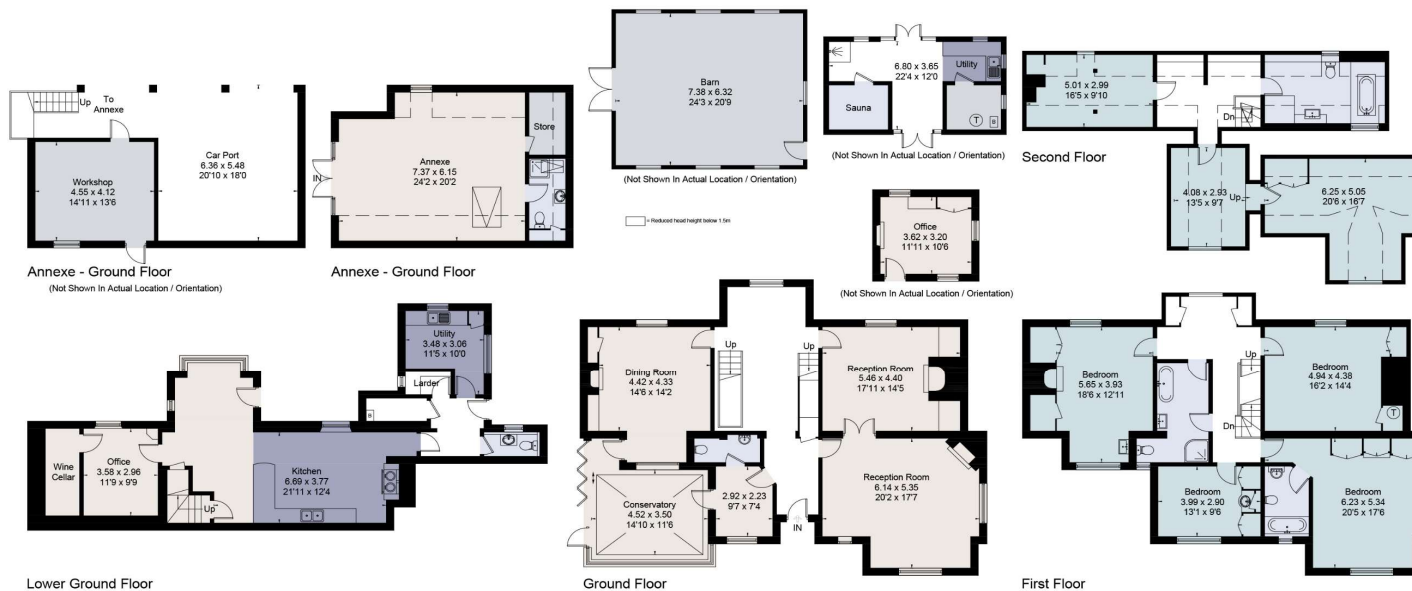 Up
To
Annexe
Workshop
4.55 x 4.12
14'11 x 13'6
Car Port
6.36 x 5.48
20'10 x 18'0
Annexe - Ground Floor
(Not Shown In Actual Location / Orientation)
IN
Annexe
7.37 x 6.15
24'2 x 20'2
Store
Annexe - Ground Floor
Barn
7.38 x 6.32
24'3 x 20'9
(Not Shown In Actual Location / Orientation)
= Reduced head height below 1.5m
6.80 x 3.65
22'4 x 12'0
Utility
Sauna
T
B
(Not Shown In Actual Location / Orientation)
Office
3.62 x 3.20
11'11 x 10'6
(Not Shown In Actual Location / Orientation)
5.01 x 2.99
16'5 x 9'10
Dn
Second Floor
4.08 x 2.93
13'5 x 9'7
Up
6.25 x 5.05
20'6 x 16'7
Utility
3.48 x 3.06
11'5 x 10'0
Larder
B
Wine
Cellar
Office
3.58 x 2.96
11'9 x 9'9
Up
Kitchen
6.69 x 3.77
21'11 x 12'4
Lower Ground Floor
Dining Room
4.42 x 4.33
14'6 x 14'2
Up
Up
Reception Room
5.46 x 4.40
17'11 x 14'5
Conservatory
4.52 x 3.50
14'10 x 11'6
2.92 x 2.23
9'7 x 7'4
IN
Reception Room
6.14 x 5.35
20'2 x 17'7
Ground Floor
Bedroom
5.65 x 3.93
18'6 x 12'11
Up
Dn
Bedroom
4.94 x 4.38
16'2 x 14'4
T
Bedroom
3.99 x 2.90
13'1 x 9'6
Bedroom
6.23 x 5.34
20'5 x 17'6
First Floor